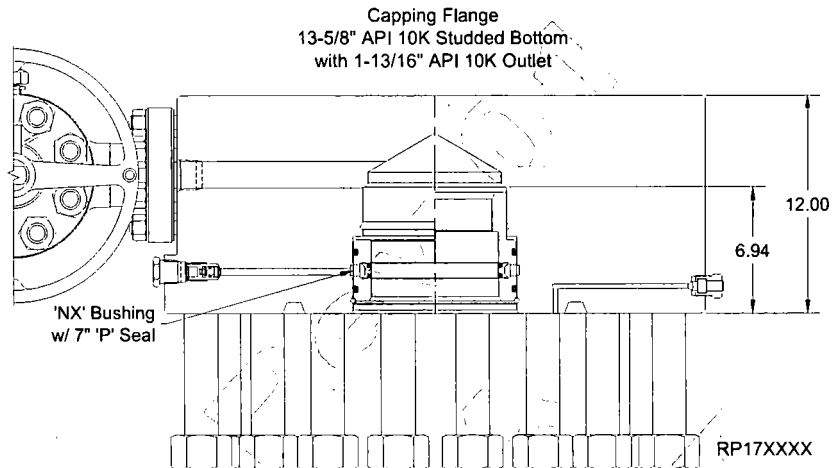 Capping Flange
13-5/8" API 10K Studded Bottom
with 1-13/16" API 10K Outlet
12.00
6.94
'NX' Bushing
w/ 7" 'P' Seal
RP17XXXX